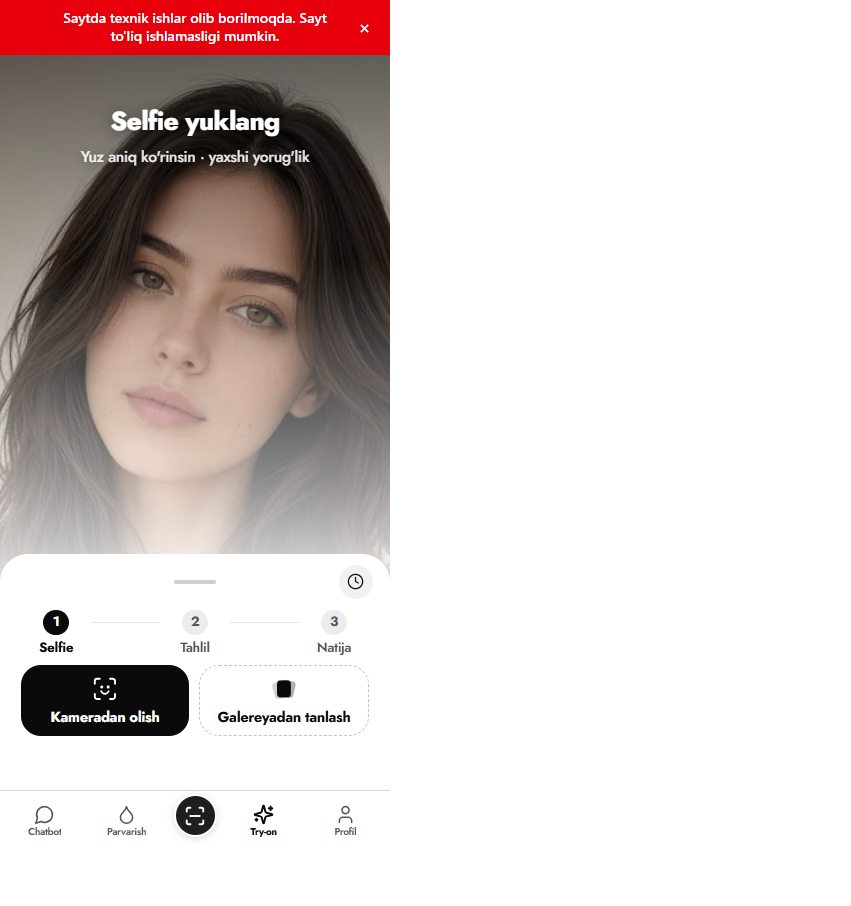 Saytda texnik ishlar olib borilmoqda. Sayt
to'liq ishlamasligi mumkin.
×
Selfie yuklang
Yuz aniq ko'rinsin · yaxshi yorug'lik
1
2
3
Selfie
Tahlil
Natija
Kameradan olish
Galereyadan tanlash
Chatbot
Parvarish
Try-on
Profil